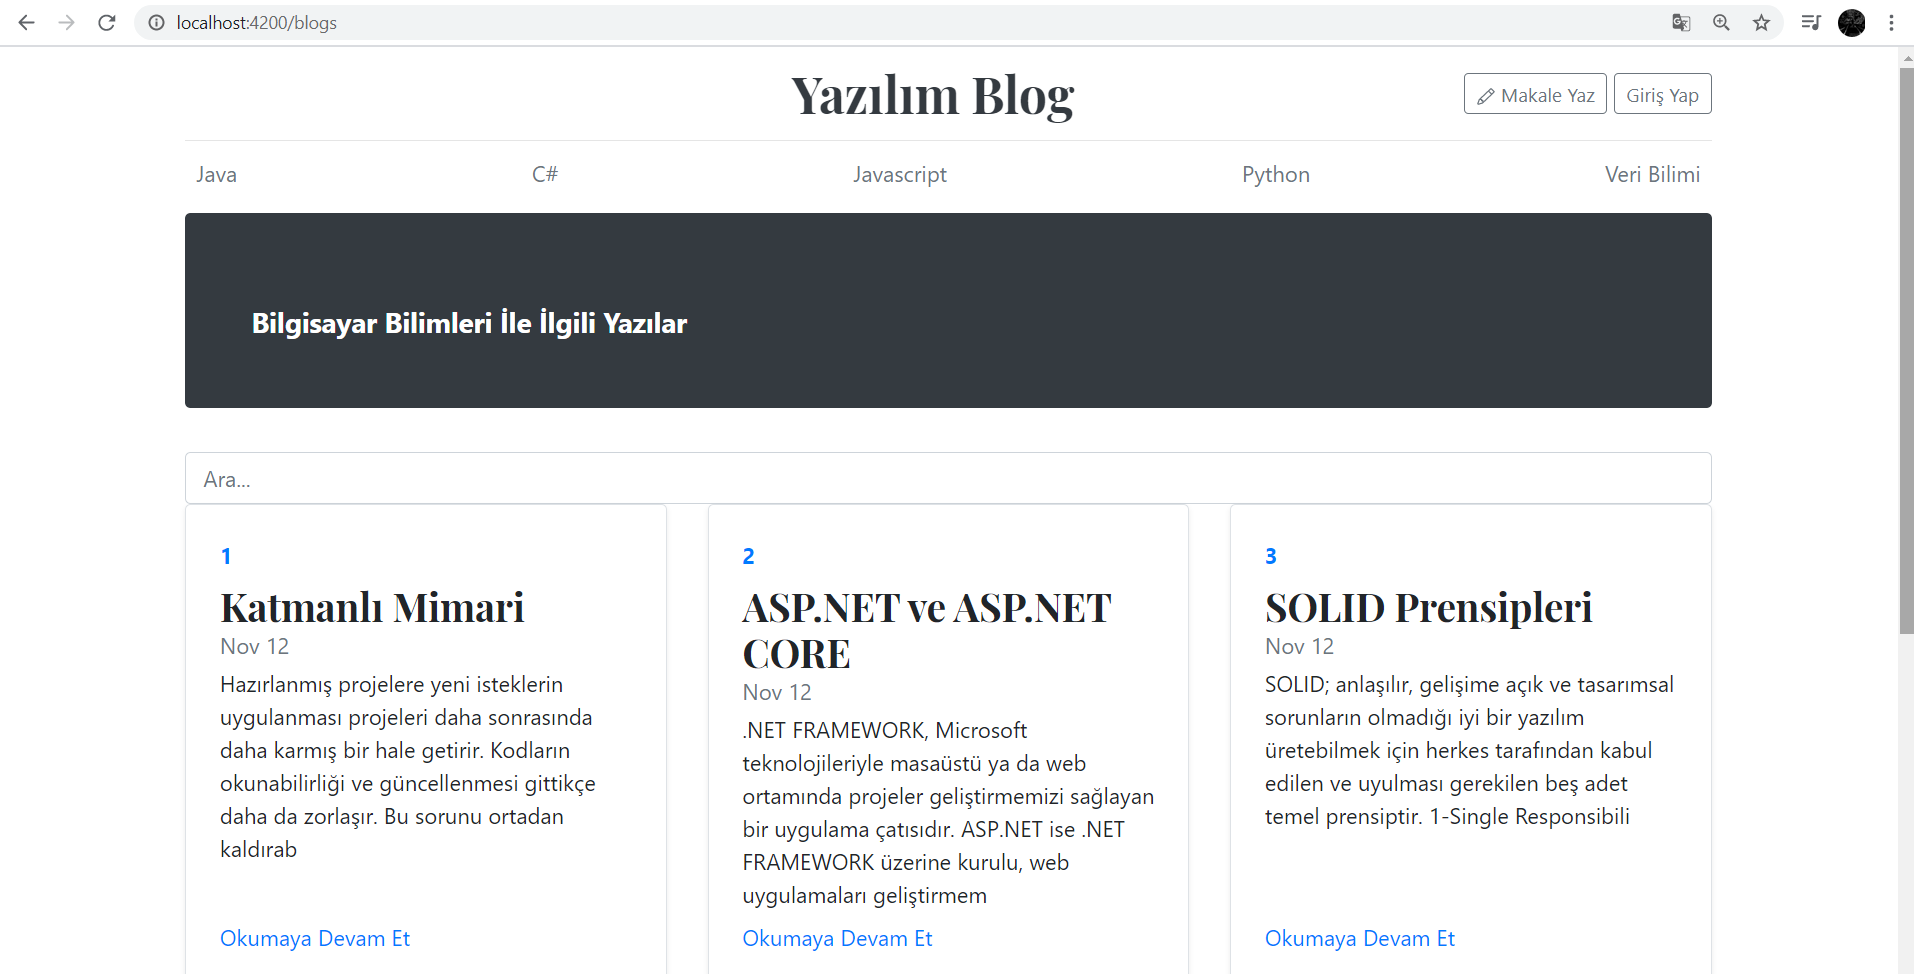 localhost:4200/blogs
Yazılım Blog
Makale Yaz
Giriş Yap
Java
C#
Javascript
Python
Veri Bilimi
Bilgisayar Bilimleri İle İlgili Yazılar
Ara...
1
Katmanlı Mimari
Nov 12
Hazırlanmış projelere yeni isteklerin
uygulanması projeleri daha sonrasında
daha karmış bir hale getirir. Kodların
okunabilirliği ve güncellenmesi gittikçe
daha da zorlaşır. Bu sorunu ortadan
kaldırab
Okumaya Devam Et
2
ASP.NET ve ASP.NET
CORE
Nov 12
.NET FRAMEWORK, Microsoft
teknolojileriyle masaüstü ya da web
ortamında projeler geliştirmemizi sağlayan
bir uygulama çatısıdır. ASP.NET ise .NET
FRAMEWORK üzerine kurulu, web
uygulamaları geliştirmem
Okumaya Devam Et
3
SOLID Prensipleri
Nov 12
SOLID; anlaşılır, gelişime açık ve tasarımsal
sorunların olmadığı iyi bir yazılım
üretebilmek için herkes tarafından kabul
edilen ve uyulması gerekilen beş adet
temel prensiptir. 1-Single Responsibili
Okumaya Devam Et